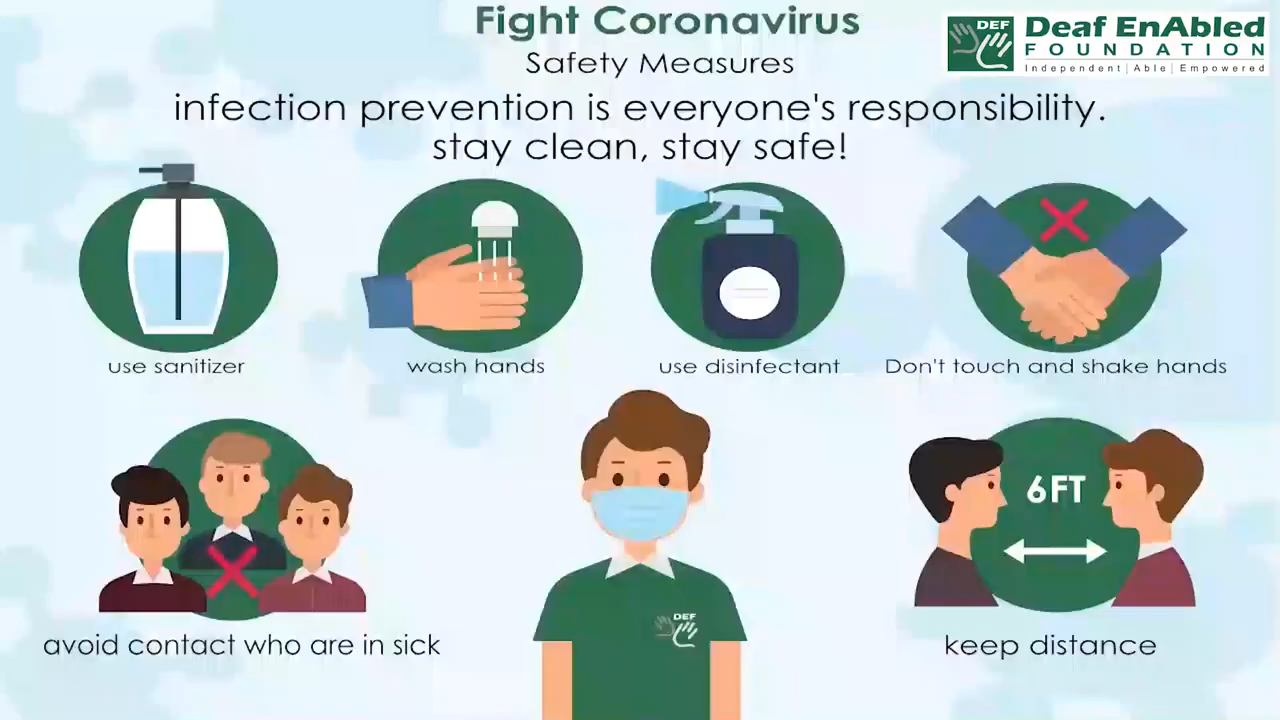 Fight Coronavirus
Safety Measures
infection prevention is everyone's responsibility.
stay clean, stay safe!
DEF
Deaf EnAbled
FOUNDATION
Independent | Able | Empowered
use sanitizer
wash hands
use disinfectant
Don't touch and shake hands
6 FT
DEF
avoid contact who are in sick
keep distance